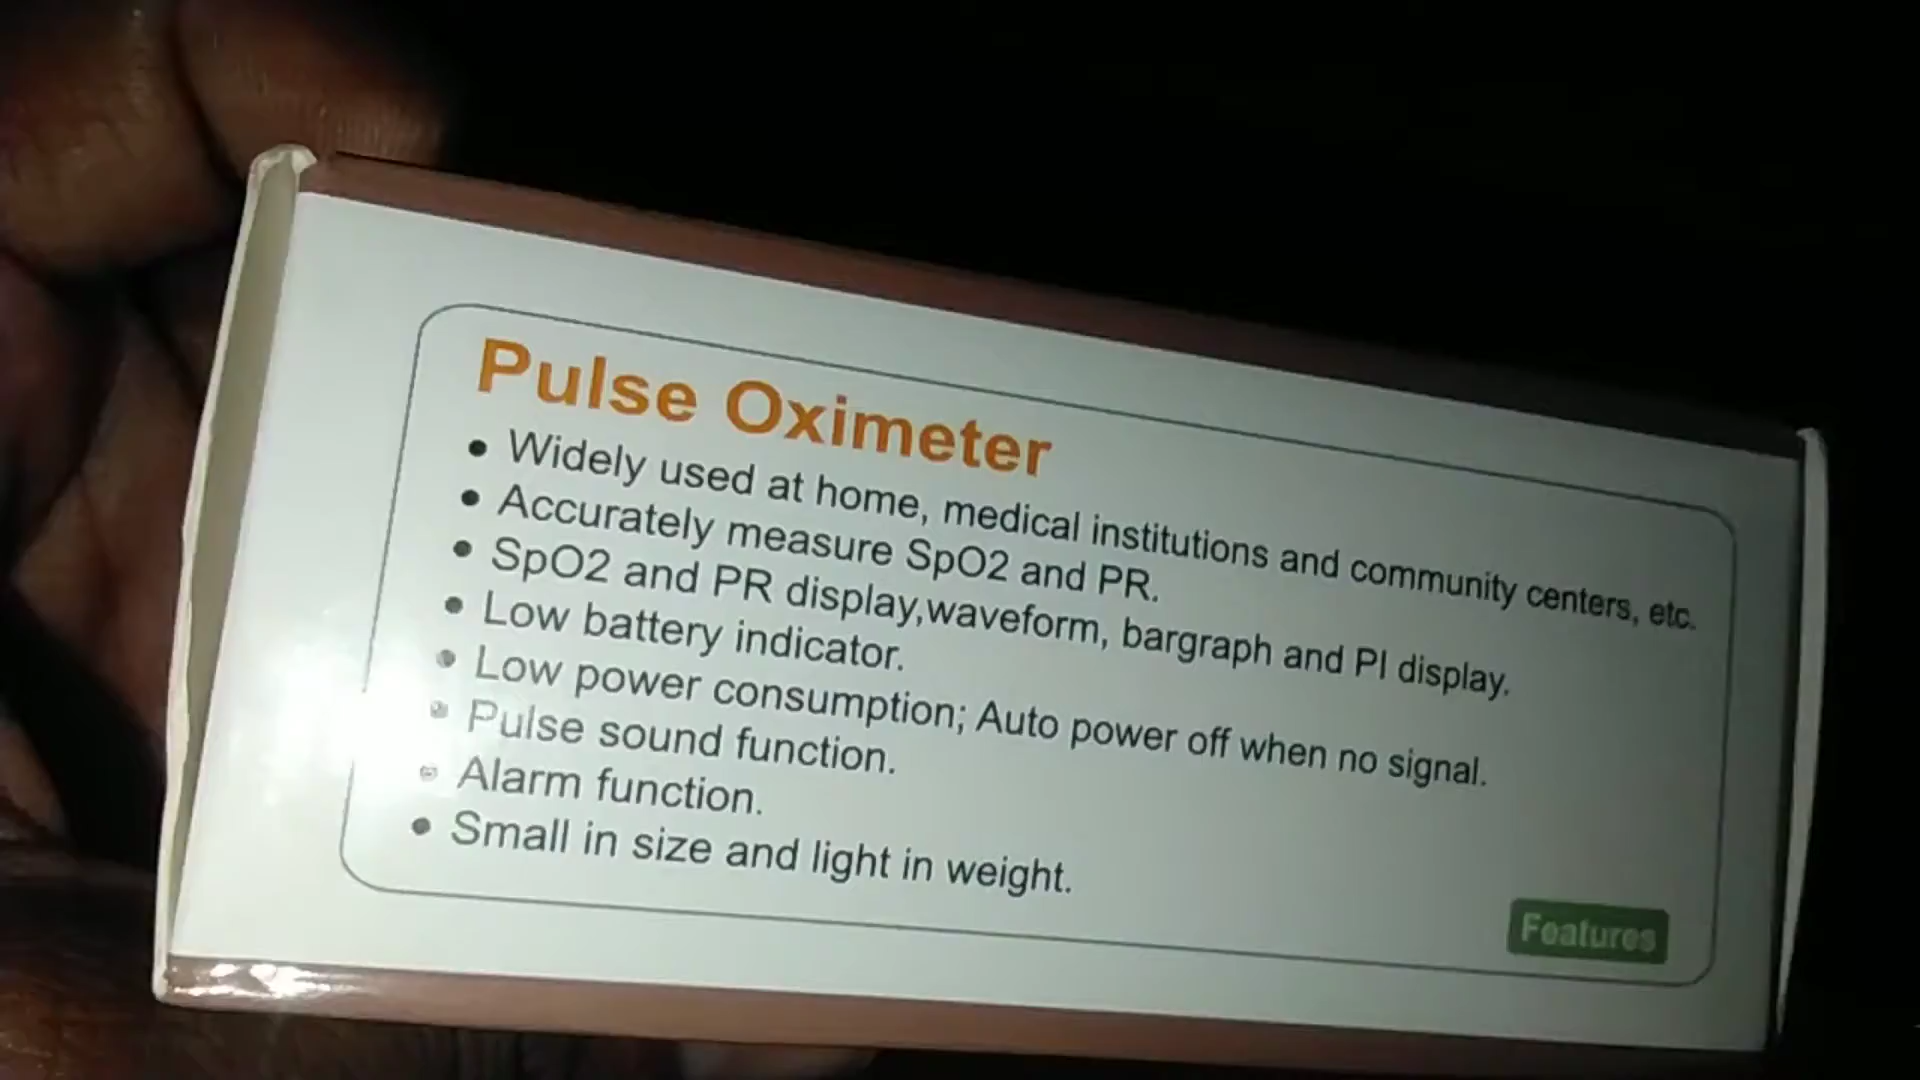 Pulse Oximeter
• Widely used at home, medical institutions and community centers, etc.
• Accurately measure SpO2 and PR.
• SpO2 and PR display,waveform, bargraph and PI display.
• Low battery indicator.
• Low power consumption; Auto power off when no signal.
• Pulse sound function.
• Alarm function.
• Small in size and light in weight.
Features